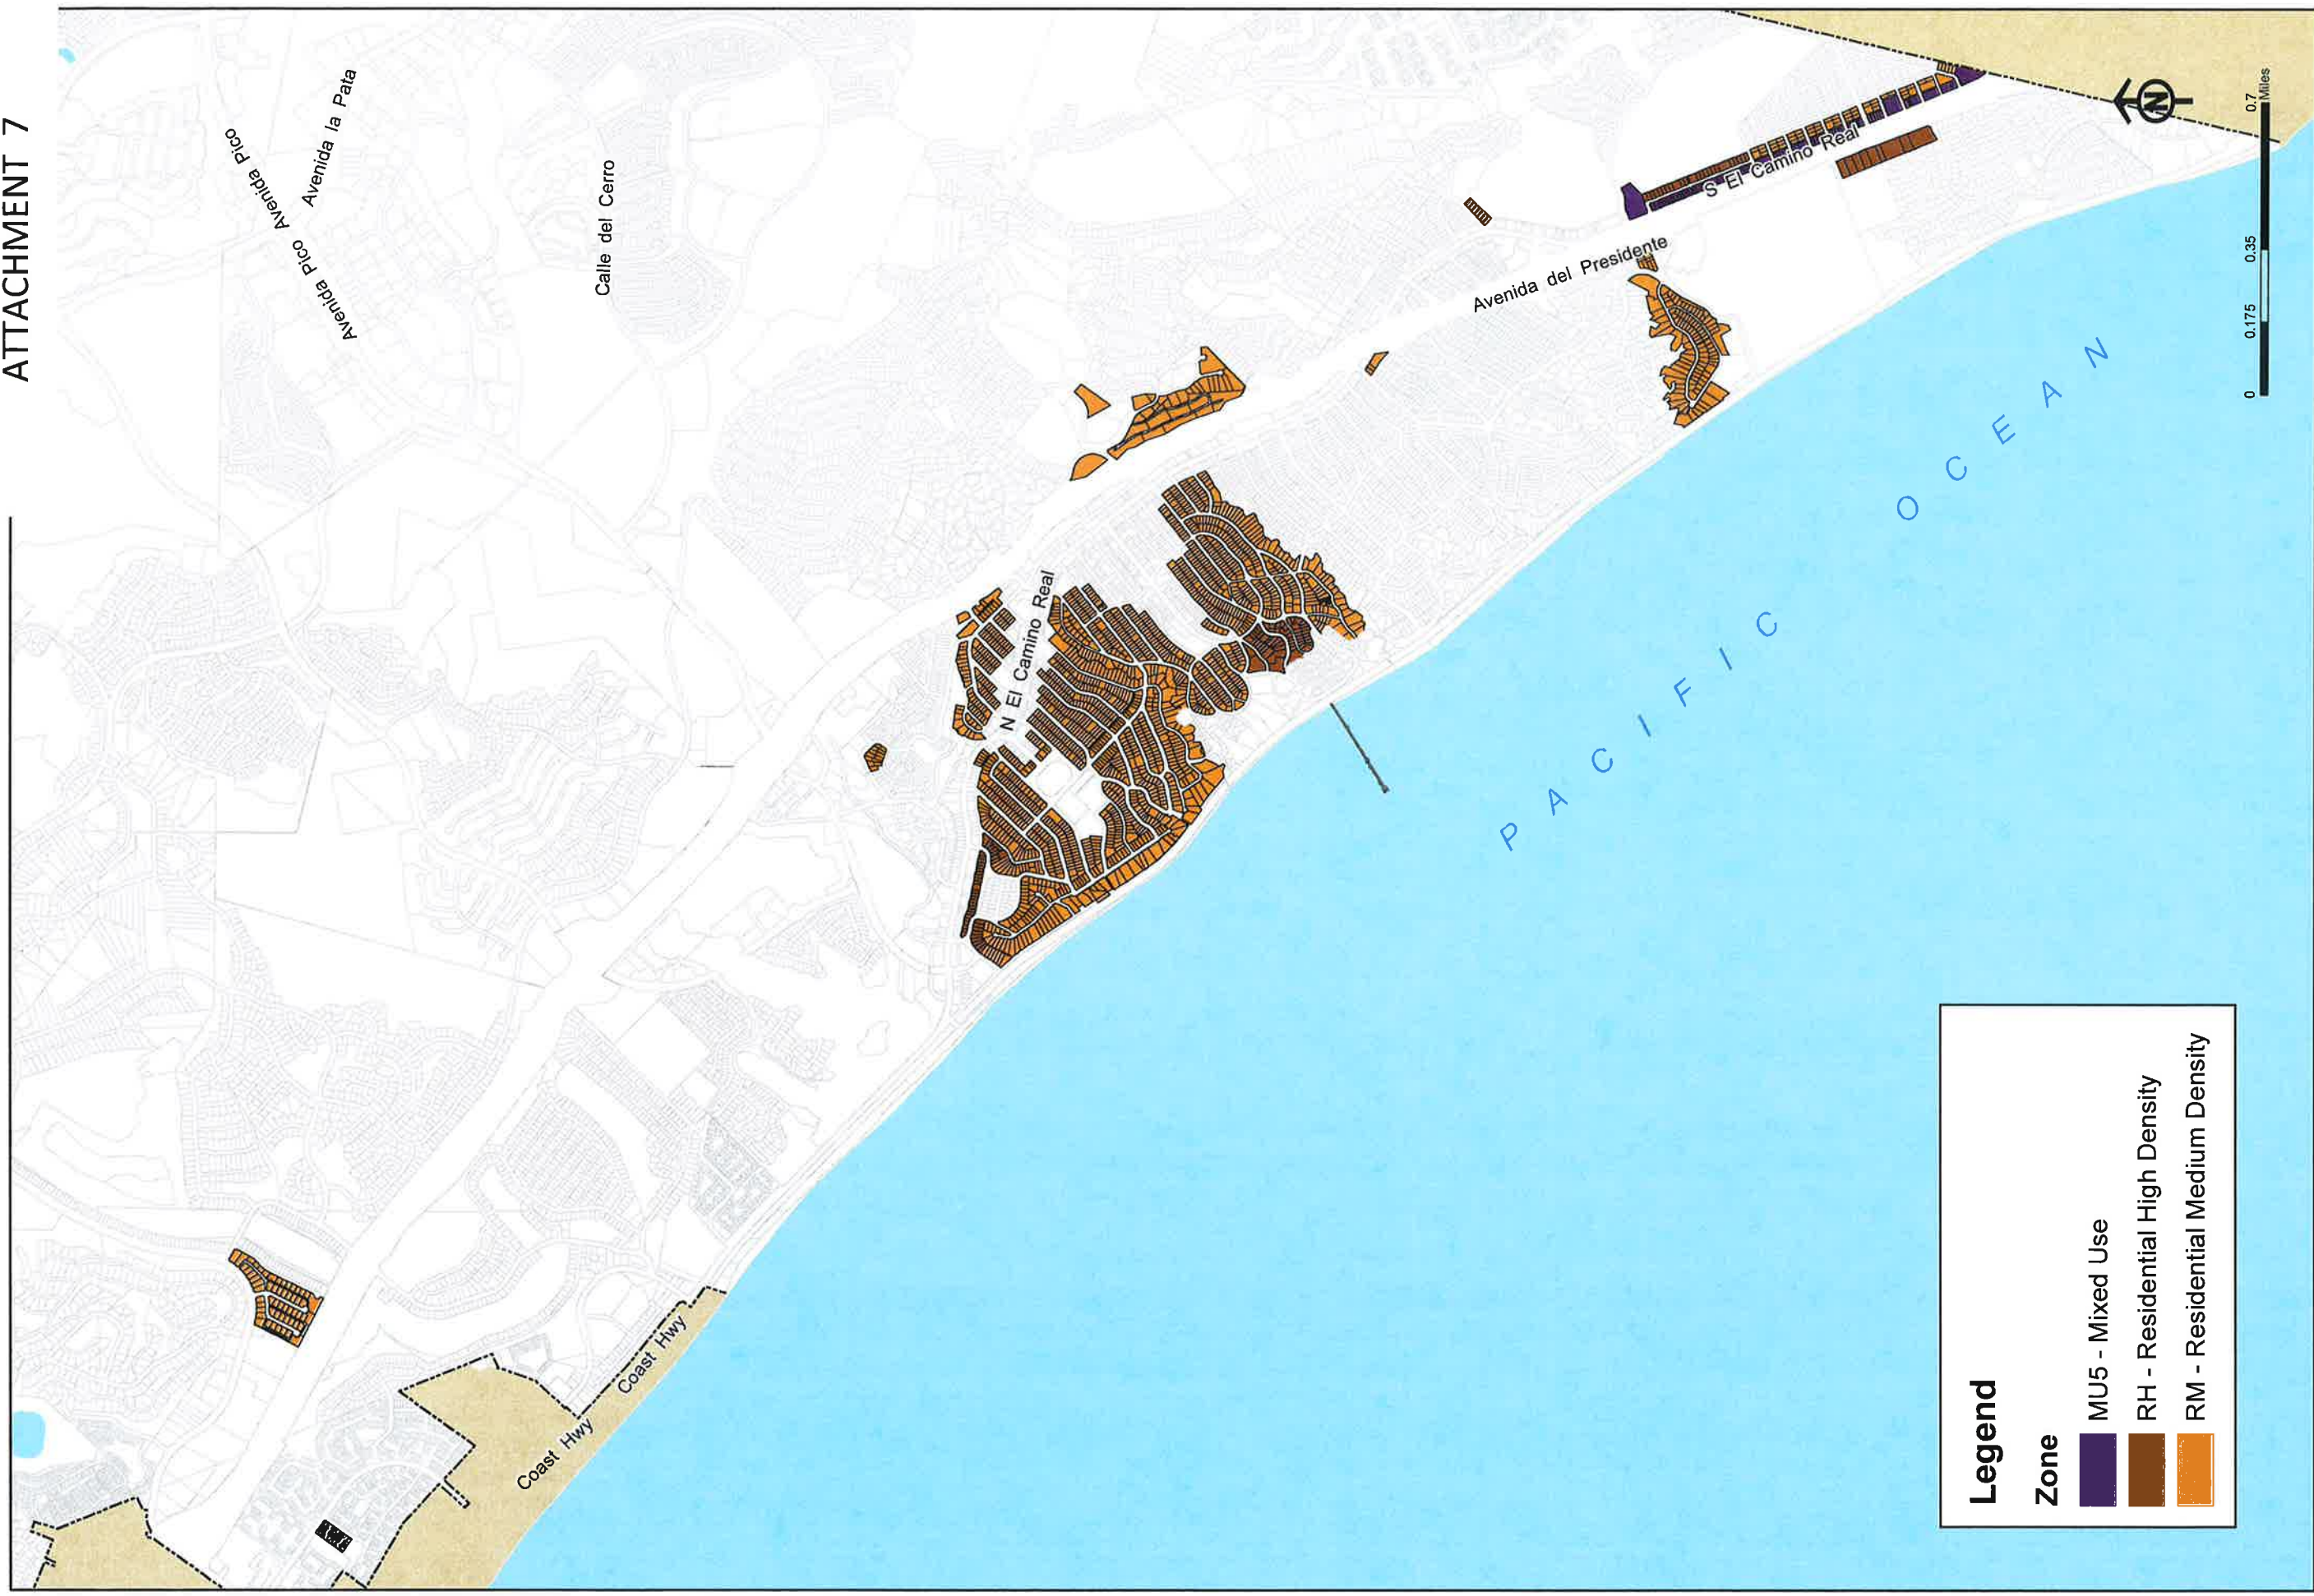 ATTACHMENT 7
Avenida Pico
Avenida la Pata
Avenida Pico
Avenida
Calle del Cerro
N El Camino Real
Avenida del Presidente
S El Camino Real
Coast Hwy
Coast Hwy
PACIFIC OCEAN
N
0 0.175 0.35 0.7
Miles
Legend
Zone
MU5 - Mixed Use
RH - Residential High Density
RM - Residential Medium Density